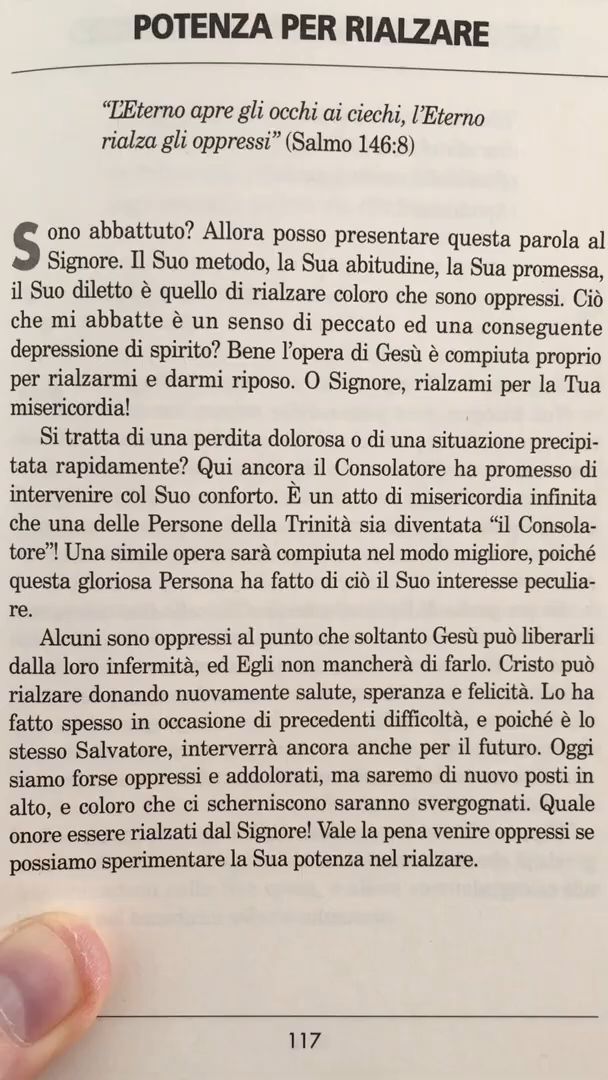 POTENZA PER RIALZARE
“L’Eterno apre gli occhi ai ciechi, l’Eterno
rialza gli oppressi” (Salmo 146:8)
Sono abbattuto? Allora posso presentare questa parola al
Signore. Il Suo metodo, la Sua abitudine, la Sua promessa,
il Suo diletto è quello di rialzare coloro che sono oppressi. Ciò
che mi abbatte è un senso di peccato ed una conseguente
depressione di spirito? Bene l’opera di Gesù è compiuta proprio
per rialzarmi e darmi riposo. O Signore, rialzami per la Tua
misericordia!
Si tratta di una perdita dolorosa o di una situazione precipi-
tata rapidamente? Qui ancora il Consolatore ha promesso di
intervenire col Suo conforto. È un atto di misericordia infinita
che una delle Persone della Trinità sia diventata “il Consola-
tore”! Una simile opera sarà compiuta nel modo migliore, poiché
questa gloriosa Persona ha fatto di ciò il Suo interesse peculia-
re.
Alcuni sono oppressi al punto che soltanto Gesù può liberarli
dalla loro infermità, ed Egli non mancherà di farlo. Cristo può
rialzare donando nuovamente salute, speranza e felicità. Lo ha
fatto spesso in occasione di precedenti difficoltà, e poiché è lo
stesso Salvatore, interverrà ancora anche per il futuro. Oggi
siamo forse oppressi e addolorati, ma saremo di nuovo posti in
alto, e coloro che ci scherniscono saranno svergognati. Quale
onore essere rialzati dal Signore! Vale la pena venire oppressi se
possiamo sperimentare la Sua potenza nel rialzare.
117